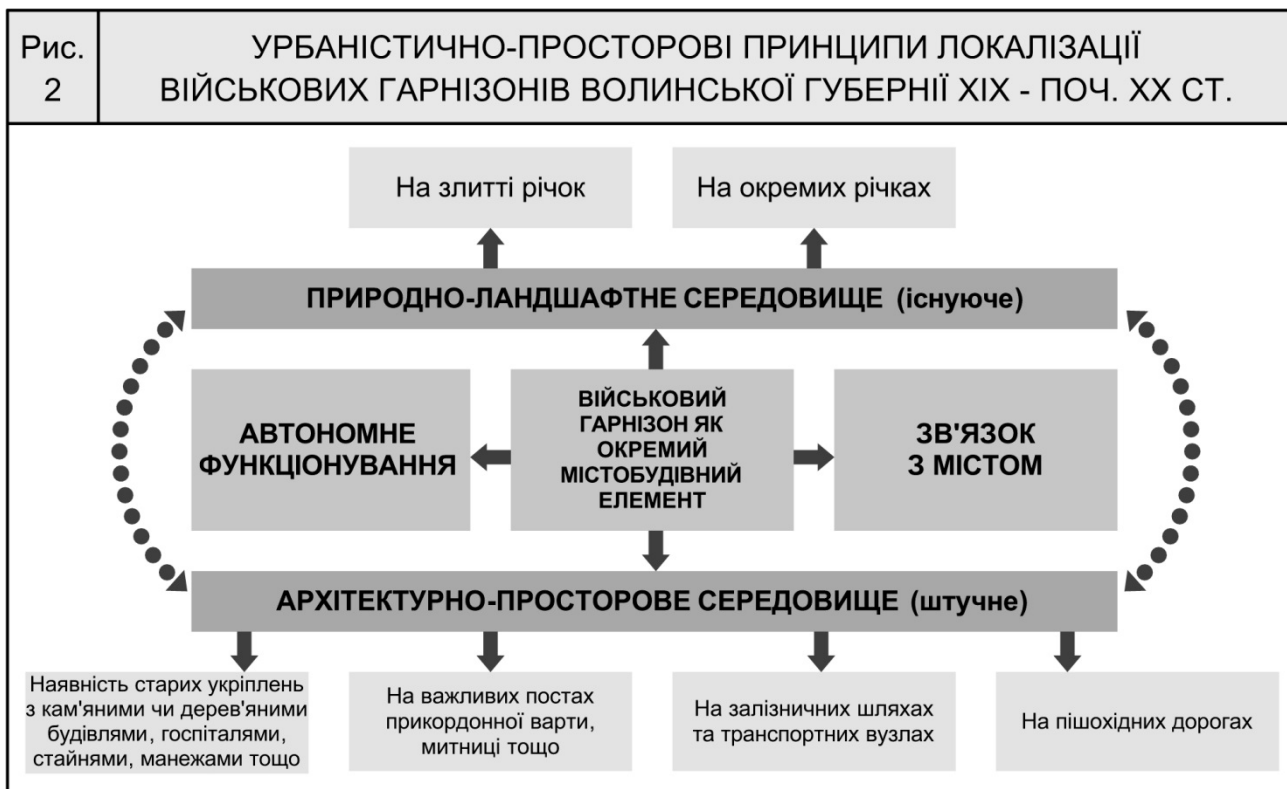 Рис.
2
УРБАНІСТИЧНО-ПРОСТОРОВІ ПРИНЦИПИ ЛОКАЛІЗАЦІЇ
ВІЙСЬКОВИХ ГАРНІЗОНІВ ВОЛИНСЬКОЇ ГУБЕРНІЇ ХІХ - ПОЧ. ХХ СТ.
На злитті річок
На окремих річках
ПРИРОДНО-ЛАНДШАФТНЕ СЕРЕДОВИЩЕ (існуюче)
АВТОНОМНЕ
ФУНКЦІОНУВАННЯ
ВІЙСЬКОВИЙ
ГАРНІЗОН ЯК
ОКРЕМИЙ
МІСТОБУДІВНИЙ
ЕЛЕМЕНТ
ЗВ'ЯЗОК
З МІСТОМ
АРХІТЕКТУРНО-ПРОСТОРОВЕ СЕРЕДОВИЩЕ (штучне)
Наявність старих укріплень
з кам'яними чи дерев'яними
будівлями, госпіталями,
стайнями, манежами тощо
На важливих постах
прикордонної варти,
митниці тощо
На залізничних шляхах
та транспортних вузлах
На пішохідних дорогах